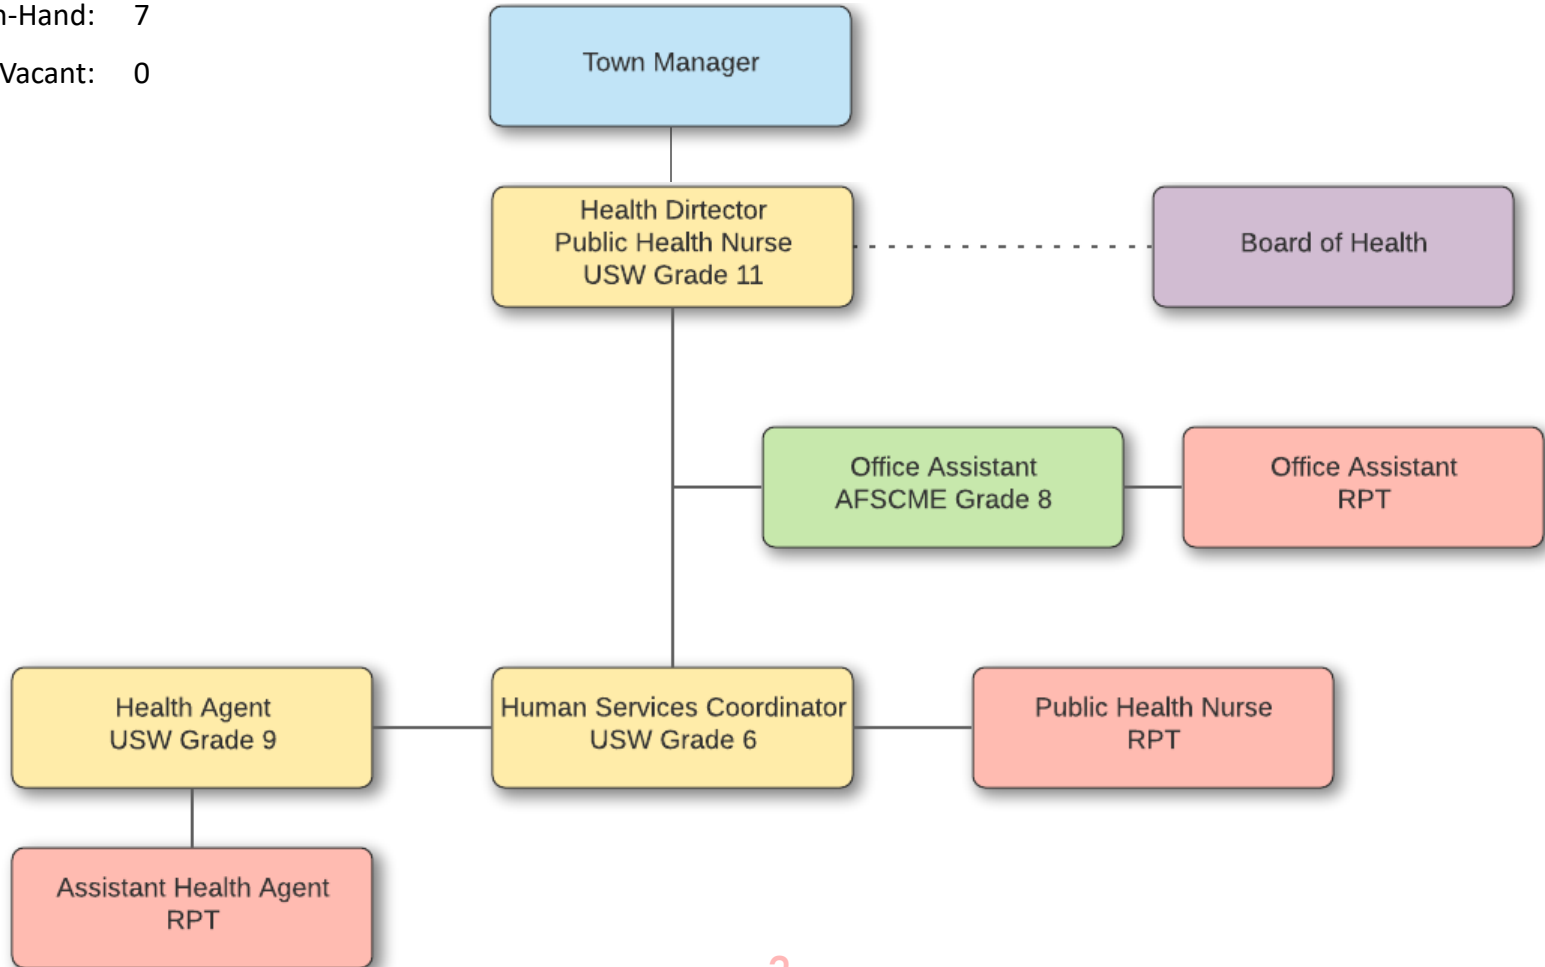 n-Hand: 7
Vacant: 0
Town Manager
Health Dirtector
Public Health Nurse
USW Grade 11
Board of Health
Office Assistant
AFSCME Grade 8
Office Assistant
RPT
Health Agent
USW Grade 9
Human Services Coordinator
USW Grade 6
Public Health Nurse
RPT
Assistant Health Agent
RPT